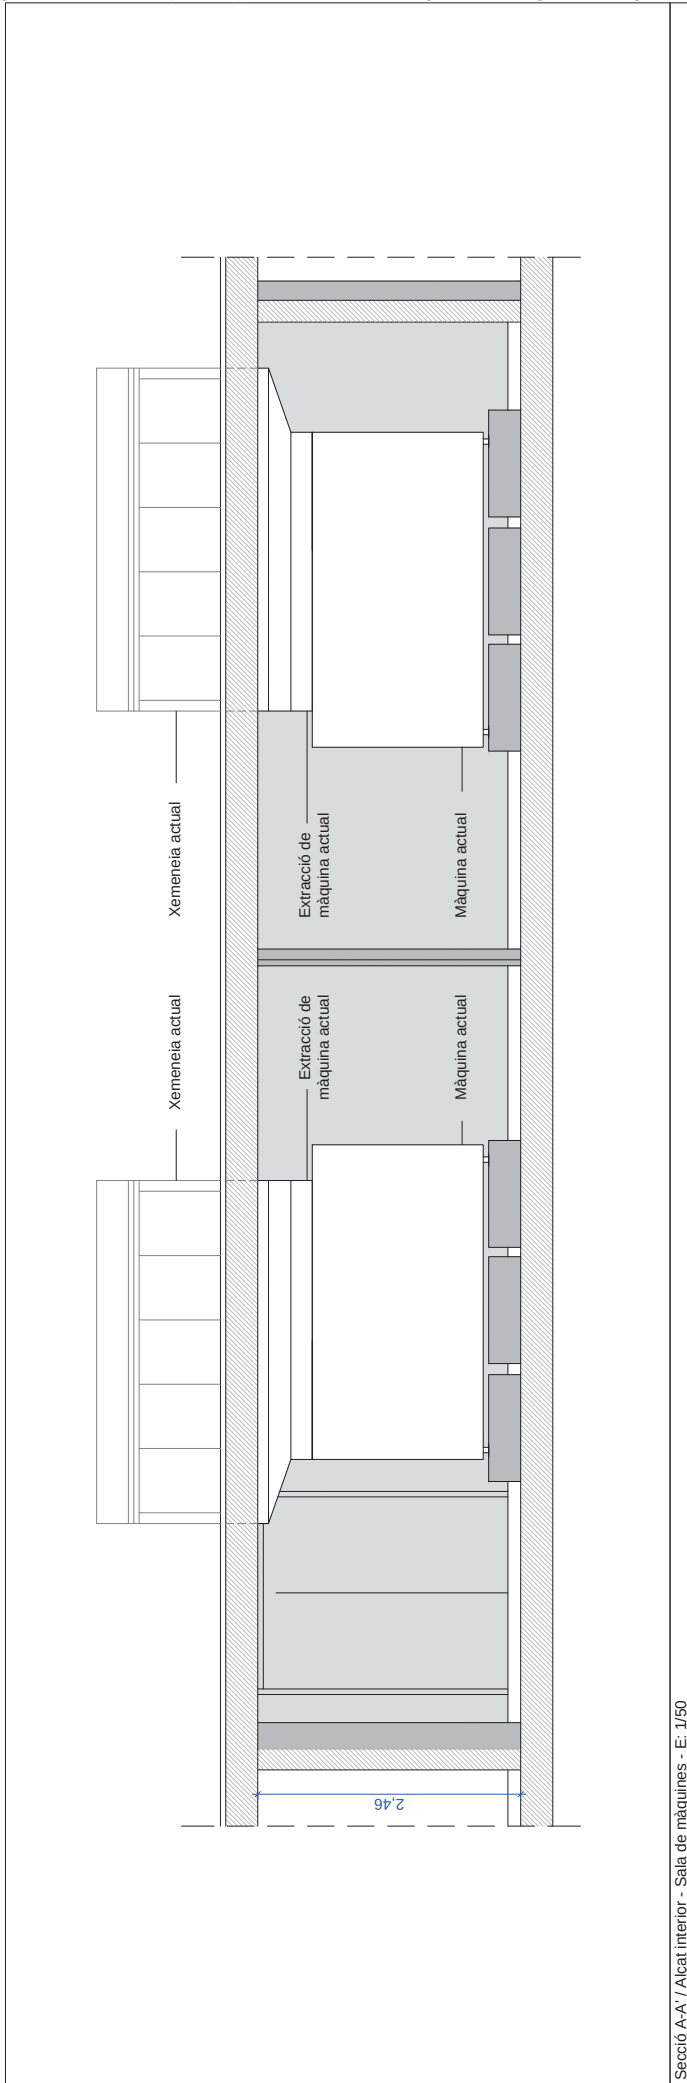 Xemeneia actual
Xemeneia actual
Extracció de
màquina actual
Extracció de
màquina actual
2,46
Màquina actual
Màquina actual
Secció A-A' / Alcat interior - Sala de màquines - E: 1/50